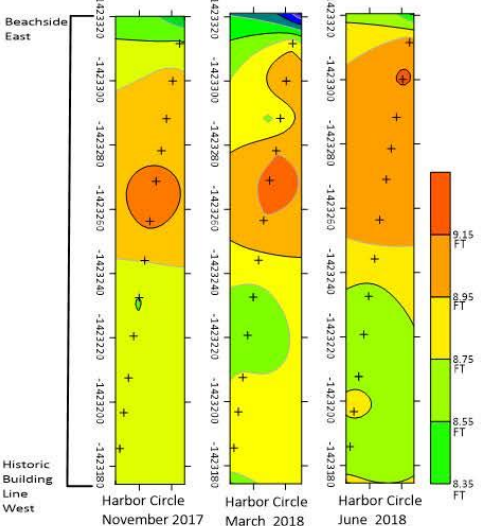 Beachside
East
-1423320
-1423300
-1423280
-1423260
-1423240
-1423220
-1423200
-1423180
-1423320
-1423300
-1423280
-1423260
-1423240
-1423220
-1423200
-1423180
-1423320
-1423300
-1423280
-1423260
-1423240
-1423220
-1423200
-1423180
9.15
FT
8.95
FT
8.75
FT
8.55
FT
8.35
FT
Historic
Building
Line
West
Harbor Circle
November 2017
Harbor Circle
March 2018
Harbor Circle
June 2018